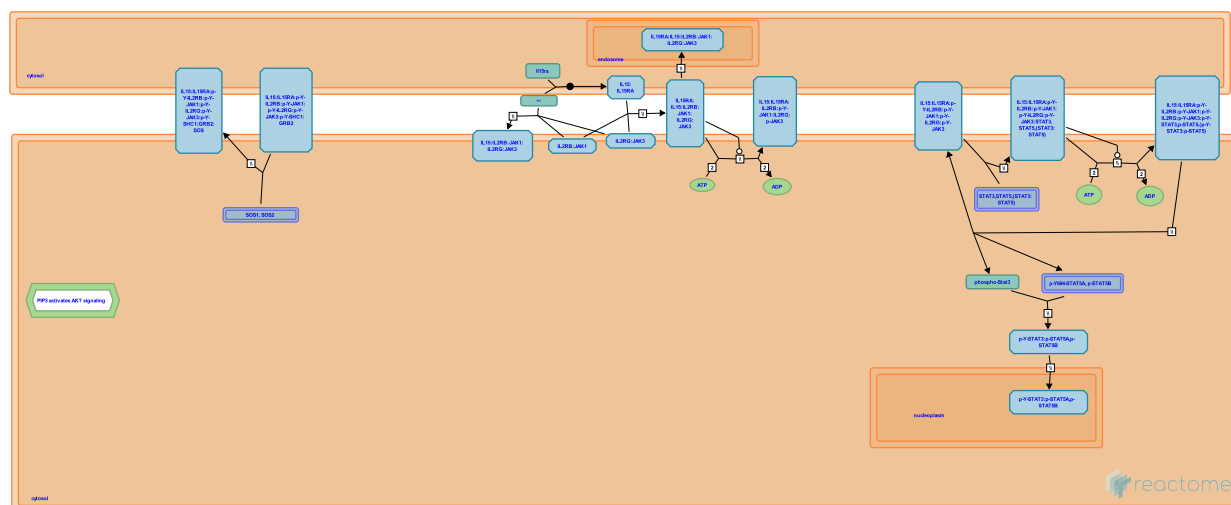 IL15RA:IL15:IL2RB:JAK1:
IL2RG:JAK3
endosome
cytosol
Il15ra
IL15:
IL15RA
IL15:IL15RA:p-
Y-IL2RB:p-Y-
JAK1:p-Y-
IL2RG:p-Y-
JAK3:p-Y-
SHC1:GRB2:
SOS
IL15:IL15RA:p-Y-
IL2RB:p-Y-JAK1:
p-Y-IL2RG:p-Y-
JAK3:p-Y-SHC1:
GRB2
IL15:IL2RB:JAK1:
IL2RG:JAK3
IL2RB:JAK1
IL2RG:JAK3
IL15RA:
IL15:IL2RB:
JAK1:
IL2RG:
JAK3
IL15:IL15RA:
IL2RB:p-Y-
JAK1:IL2RG:
p-JAK3
2
2
ATP
ADP
IL15:IL15RA:p-
Y-IL2RB:p-Y-
JAK1:p-Y-
IL2RG:p-Y-
JAK3
IL15:IL15RA:p-Y-
IL2RB:p-Y-JAK1:
p-Y-IL2RG:p-Y-
JAK3:STAT3,
STAT5,(STAT3:
STAT5)
IL15:IL15RA:p-Y-
IL2RB:p-Y-JAK1:p-Y-
IL2RG:p-Y-JAK3:p-Y-
STAT3,p-STAT5,(p-Y-
STAT3:p-STAT5)
STAT3,STAT5,(STAT3:
STAT5)
2
2
ATP
ADP
SOS1, SOS2
PIP3 activates AKT signaling
phospho-Stat3
p-Y694-STAT5A, p-STAT5B
p-Y-STAT3:p-STAT5A,p-
STAT5B
p-Y-STAT3:p-STAT5A,p-
STAT5B
nucleoplasm
cytosol
reactome